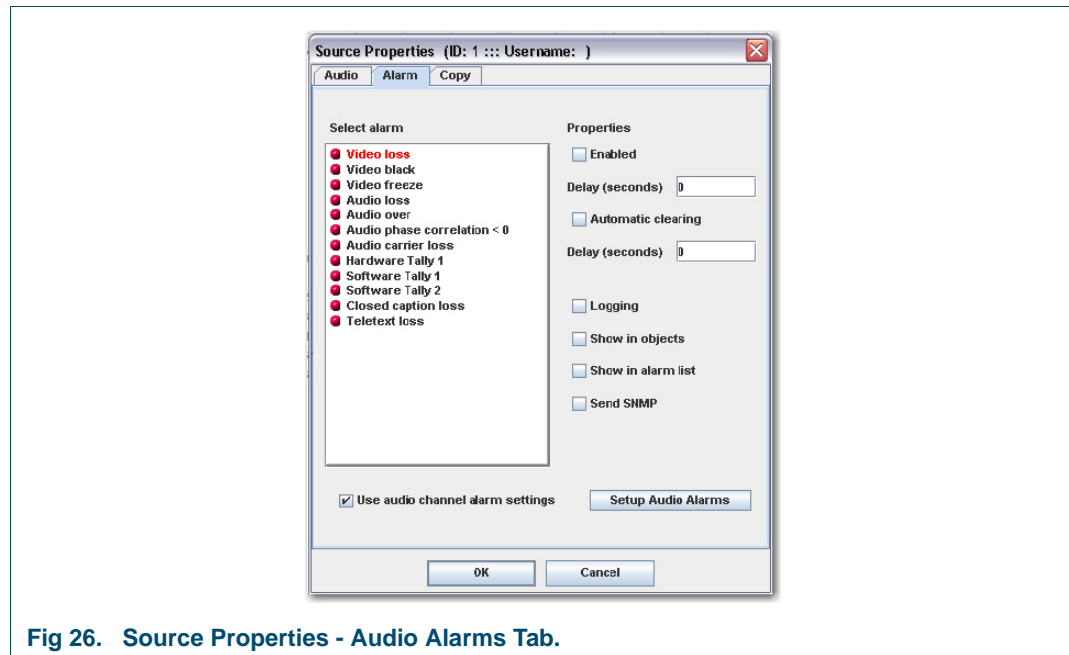 Source Properties (ID: 1 ::: Username: )
Audio Alarm Copy
Select alarm
Video loss
Video black
Video freeze
Audio loss
Audio over
Audio phase correlation < 0
Audio carrier loss
Hardware Tally 1
Software Tally 1
Software Tally 2
Closed caption loss
Teletext loss
Properties
Enabled
Delay (seconds) 0
Automatic clearing
Delay (seconds) 0
Logging
Show in objects
Show in alarm list
Send SNMP
Use audio channel alarm settings
Setup Audio Alarms
OK Cancel
Fig 26. Source Properties - Audio Alarms Tab.